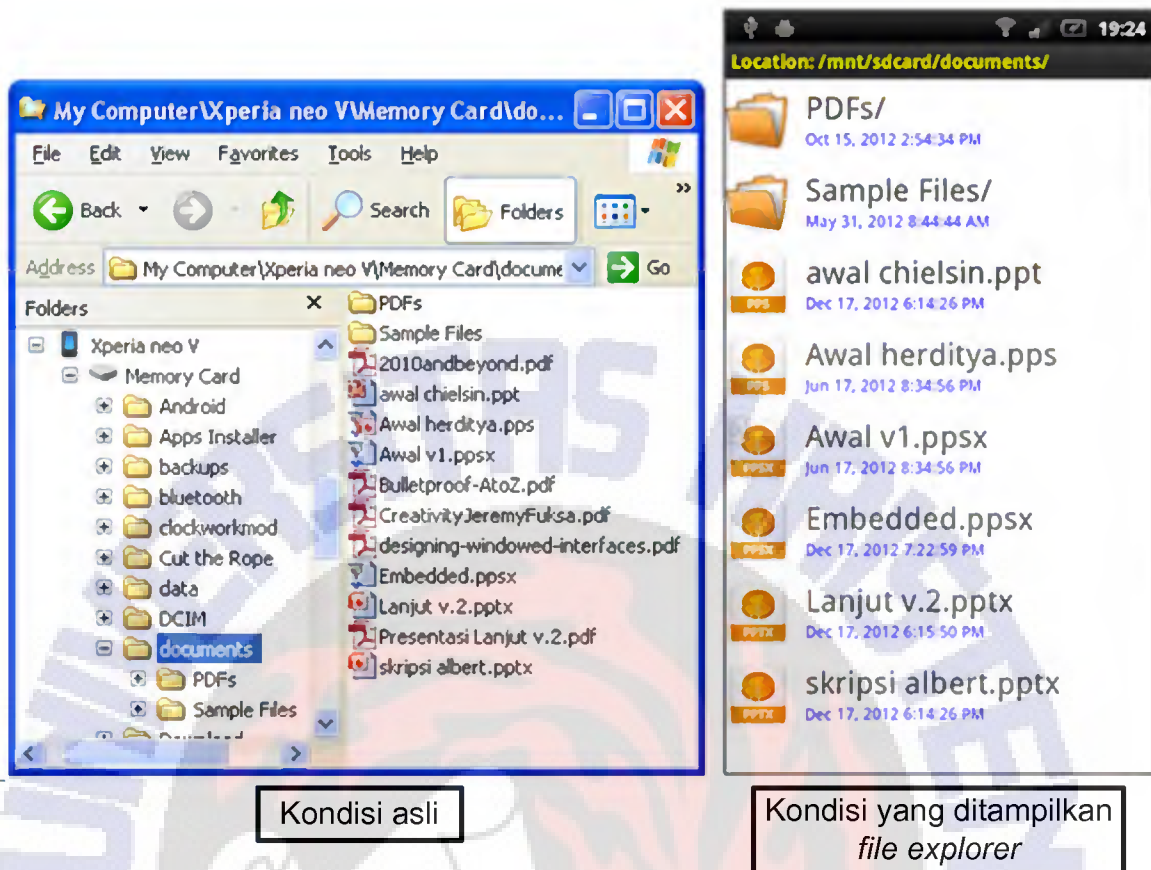 My Computer\Xperia neo V\Memory Card\do...
File Edit View Favorites Tools Help
Back Search Folders »
Address My Computer\Xperia neo V\Memory Card\docume Go
Folders
Xperia neo V
Memory Card
Android
Apps Installer
backups
bluetooth
clockworkmod
Cut the Rope
data
DCIM
documents
PDFs
Sample Files
Download
PDFs
Sample Files
2010andbeyond.pdf
awal chielsin.ppt
Awal herditya.pps
Awal v1.ppsx
Bulletproof-AtoZ.pdf
CreativityJeremyFuksa.pdf
designing-windowed-interfaces.pdf
Embedded.ppsx
Lanjut v.2.pptx
Presentasi Lanjut v.2.pdf
skripsi albert.pptx
Kondisi asli
19:24
Location: /mnt/sdcard/documents/
PDFs/
Oct 15, 2012 2:54:34 PM
Sample Files/
May 31, 2012 8:44:44 AM
awal chielsin.ppt
PPS
Dec 17, 2012 6:14:26 PM
Awal herditya.pps
PPS
Jun 17, 2012 8:34:56 PM
Awal v1.ppsx
PPSX
Jun 17, 2012 8:34:56 PM
Embedded.ppsx
PPSX
Dec 17, 2012 7:22:59 PM
Lanjut v.2.pptx
PPTX
Dec 17, 2012 6:15:50 PM
skripsi albert.pptx
PPTX
Dec 17, 2012 6:14:26 PM
Kondisi yang ditampilkan
file explorer